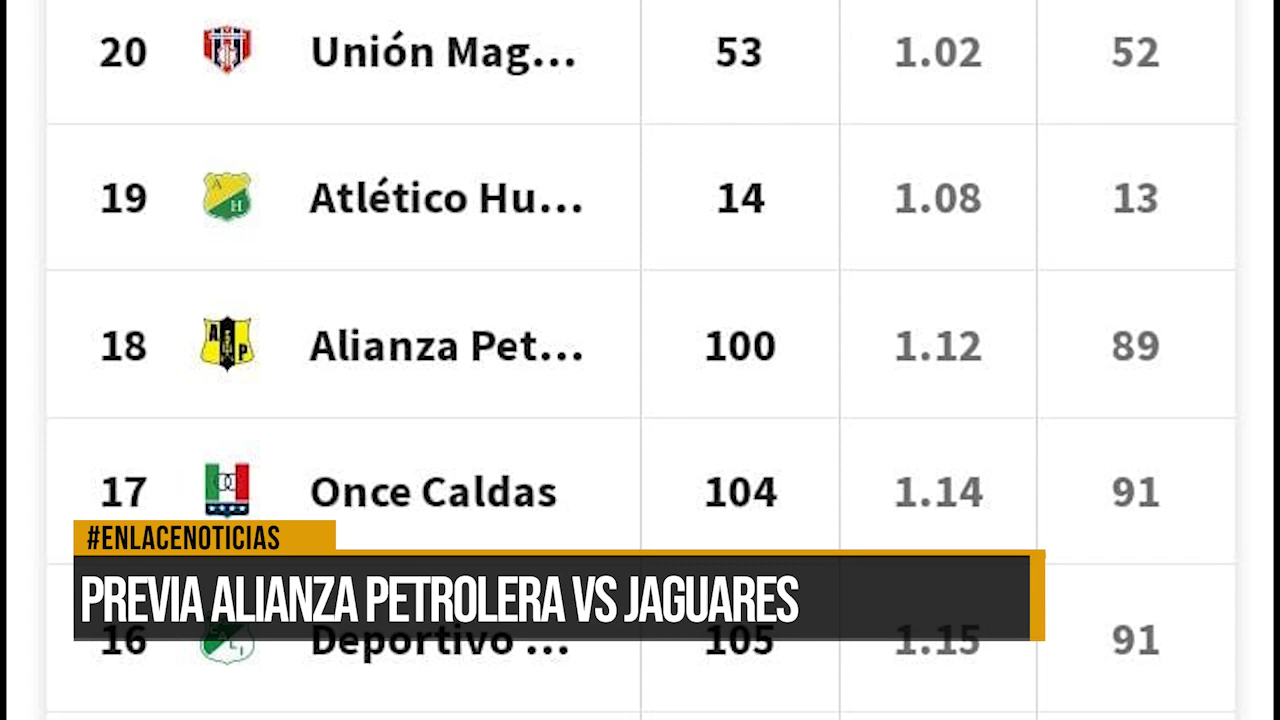 20 Unión Mag... 53 1.02 52
19 Atlético Hu... 14 1.08 13
18 Alianza Pet... 100 1.12 89
AP
17 Once Caldas 104 1.14 91
#ENLACENOTICIAS
PREVIA ALIANZA PETROLERA VS JAGUARES
16 Deportivo ... 105 1.15 91